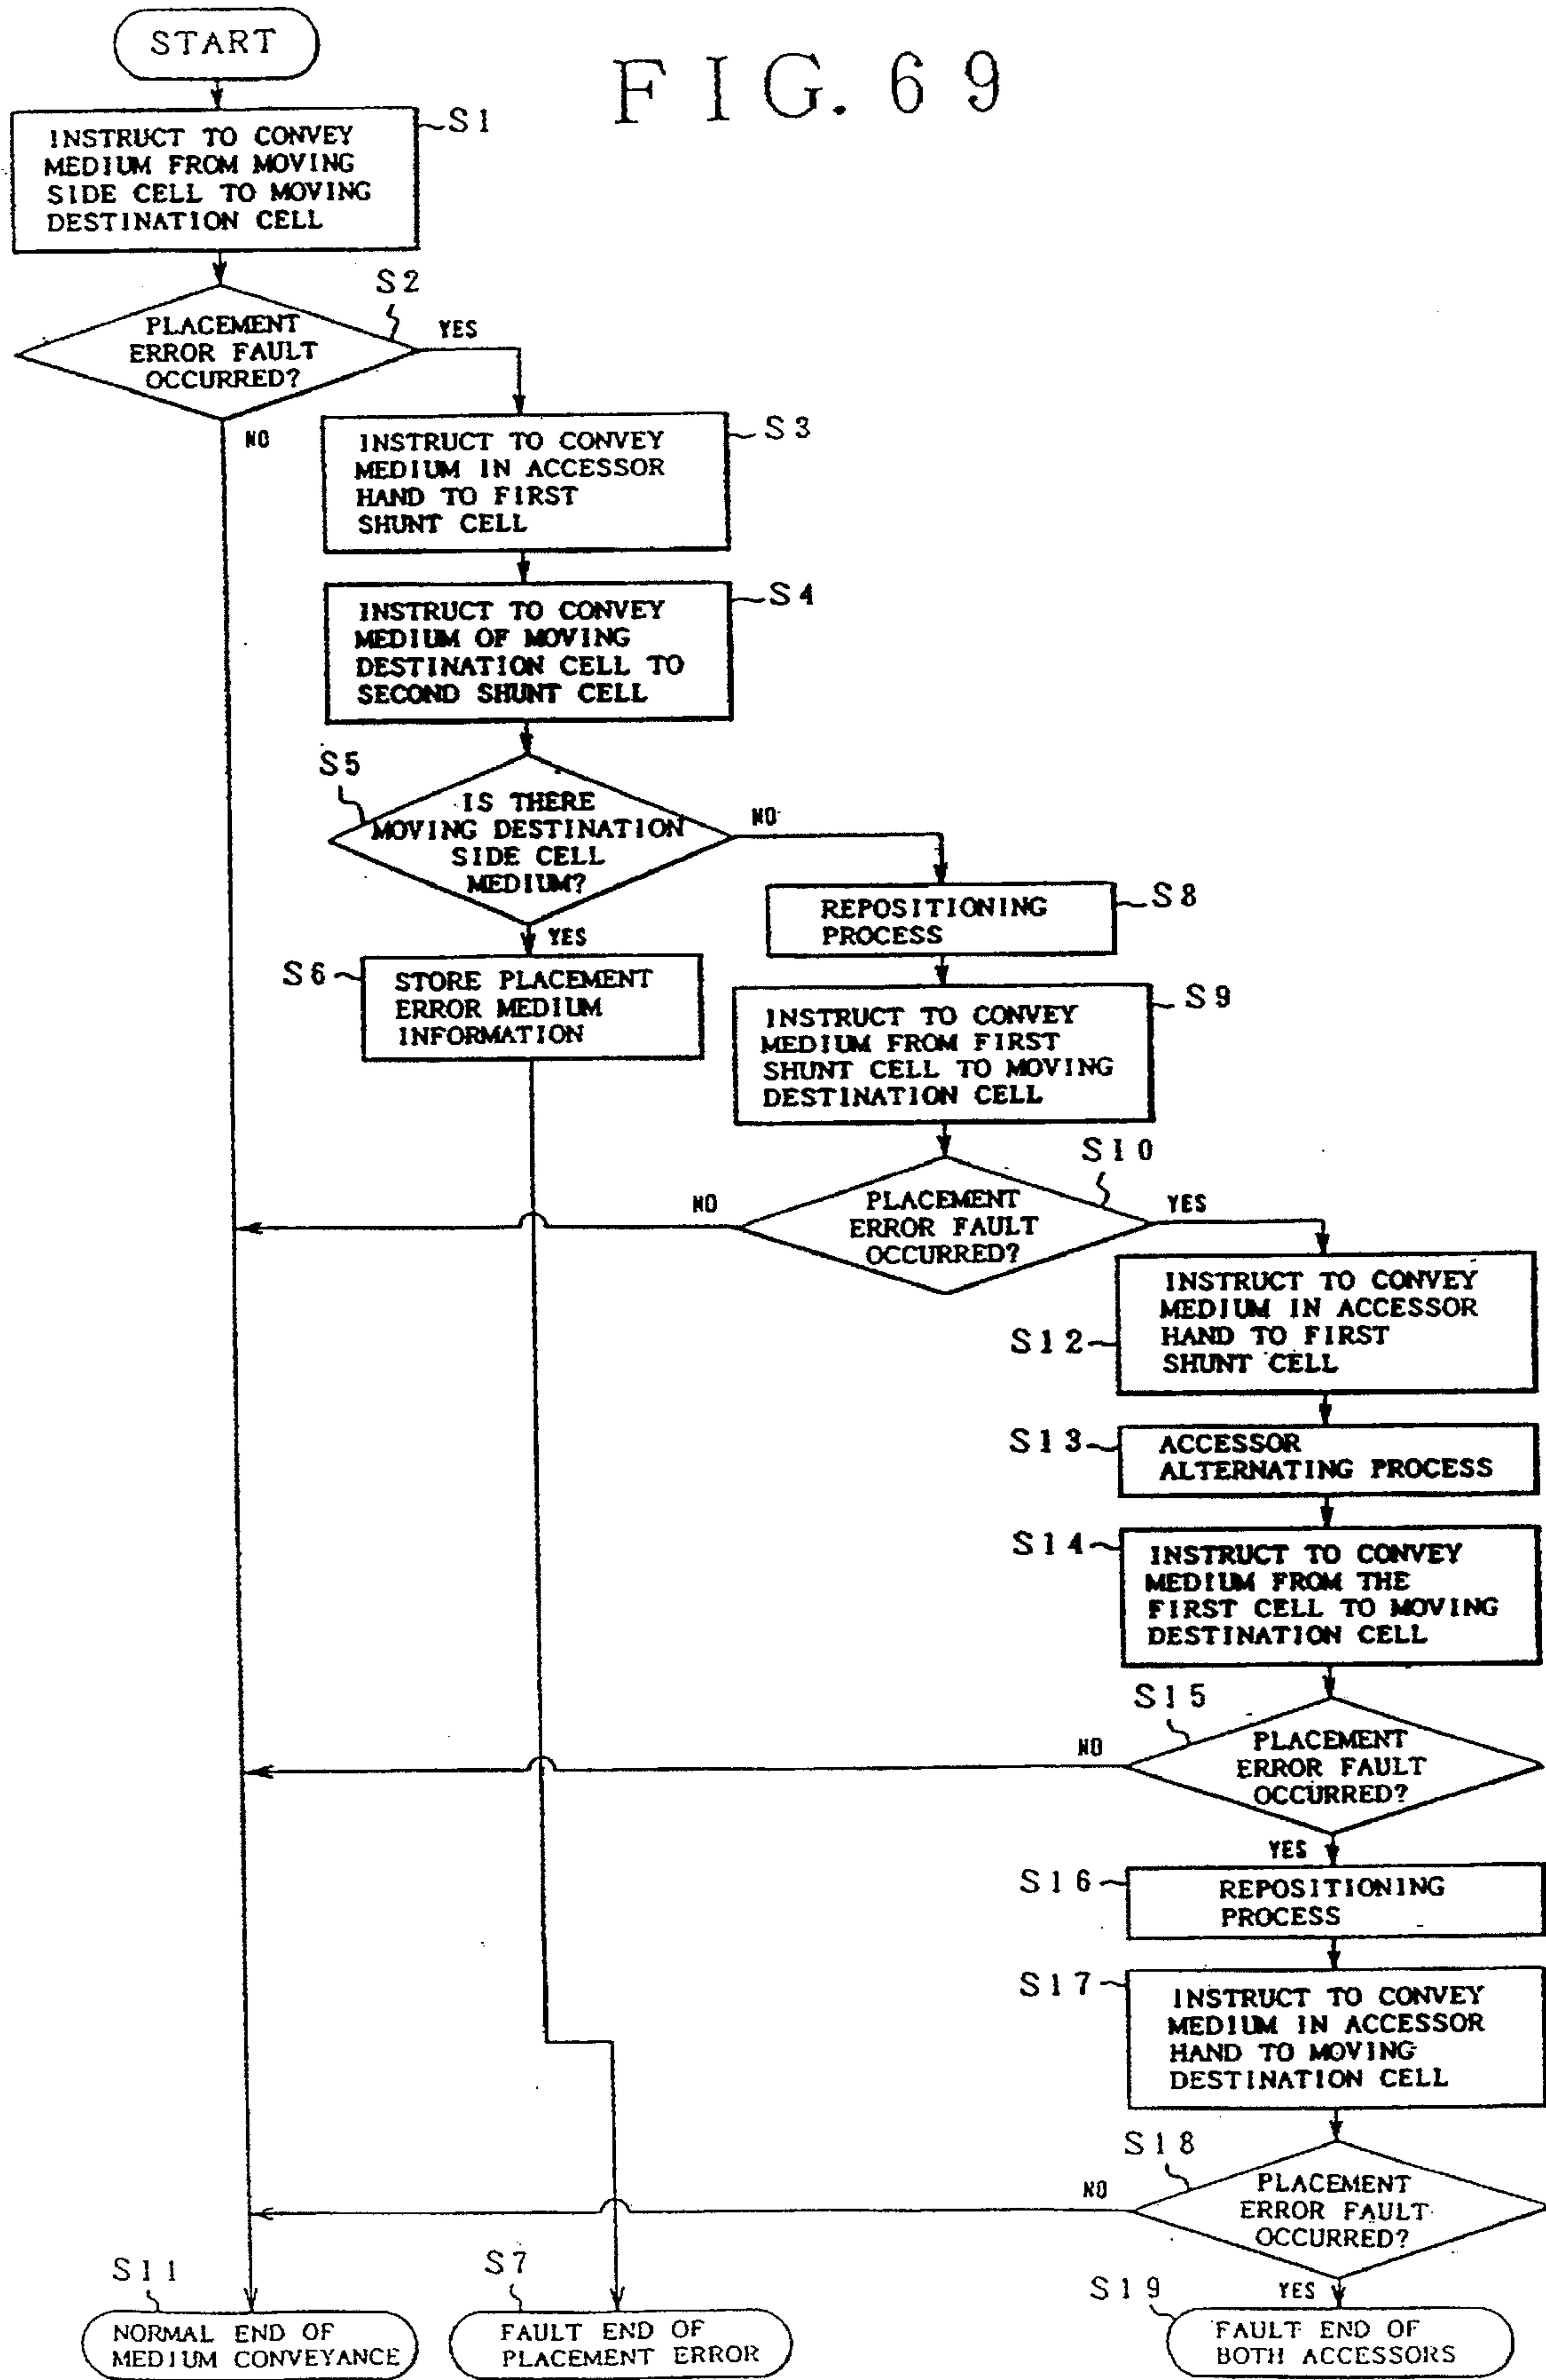 START
FIG. 69
INSTRUCT TO CONVEY
MEDIUM FROM MOVING
SIDE CELL TO MOVING
DESTINATION CELL
S1
S2
PLACEMENT
ERROR FAULT
OCCURRED?
YES
NO
INSTRUCT TO CONVEY
MEDIUM IN ACCESSOR
HAND TO FIRST
SHUNT CELL
S3
INSTRUCT TO CONVEY
MEDIUM OF MOVING
DESTINATION CELL TO
SECOND SHUNT CELL
S4
S5
IS THERE
MOVING DESTINATION
SIDE CELL
MEDIUM?
NO
YES
S6
STORE PLACEMENT
ERROR MEDIUM
INFORMATION
REPOSITIONING
PROCESS
S8
INSTRUCT TO CONVEY
MEDIUM FROM FIRST
SHUNT CELL TO MOVING
DESTINATION CELL
S9
S10
PLACEMENT
ERROR FAULT
OCCURRED?
NO
YES
S12
INSTRUCT TO CONVEY
MEDIUM IN ACCESSOR
HAND TO FIRST
SHUNT CELL
S13
ACCESSOR
ALTERNATING PROCESS
S14
INSTRUCT TO CONVEY
MEDIUM FROM THE
FIRST CELL TO MOVING
DESTINATION CELL
S15
PLACEMENT
ERROR FAULT
OCCURRED?
NO
YES
S16
REPOSITIONING
PROCESS
S17
INSTRUCT TO CONVEY
MEDIUM IN ACCESSOR
HAND TO MOVING
DESTINATION CELL
S18
PLACEMENT
ERROR FAULT
OCCURRED?
NO
YES
S11
NORMAL END OF
MEDIUM CONVEYANCE
S7
FAULT END OF
PLACEMENT ERROR
S19
FAULT END OF
BOTH ACCESSORS